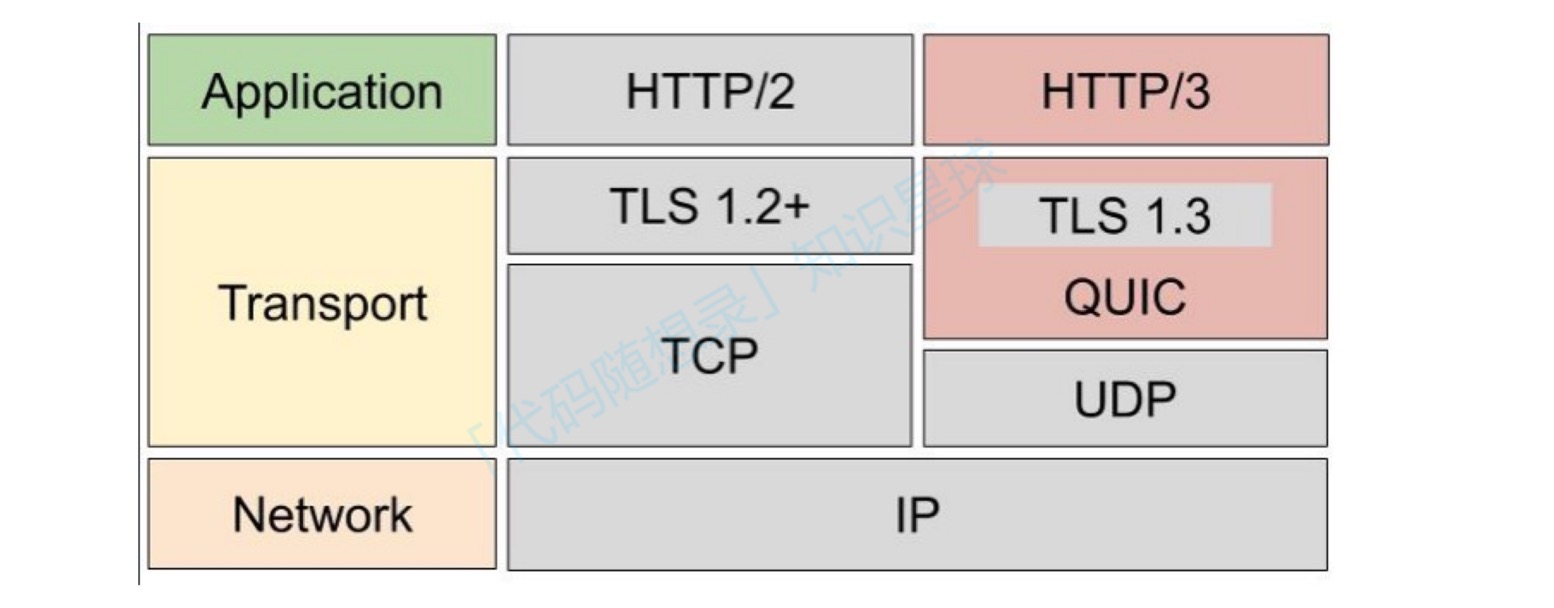 Application
HTTP/2
HTTP/3
Transport
TLS 1.2+
TLS 1.3
QUIC
TCP
UDP
Network
IP
「代码随想录」知识星球